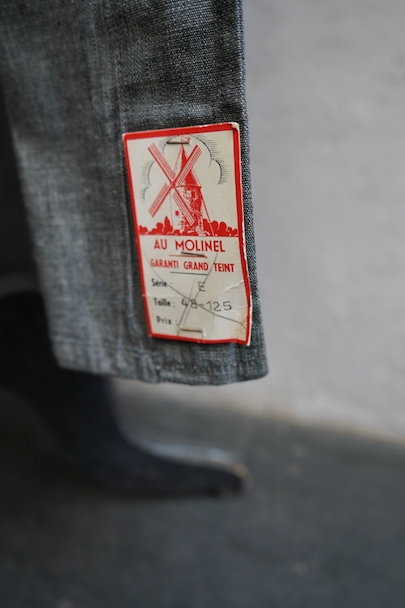 AU MOLINEL
GARANTI GRAND TEINT
Série: E
Taille: 48-125
Prix: